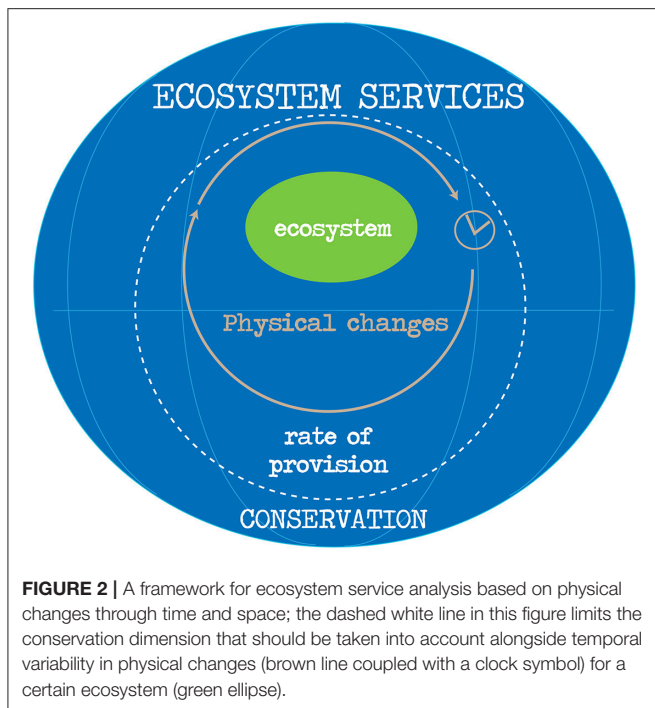 ECOSYSTEM SERVICES
ecosystem
Physical changes
rate of
provision
CONSERVATION
FIGURE 2 | A framework for ecosystem service analysis based on physical
changes through time and space; the dashed white line in this figure limits the
conservation dimension that should be taken into account alongside temporal
variability in physical changes (brown line coupled with a clock symbol) for a
certain ecosystem (green ellipse).